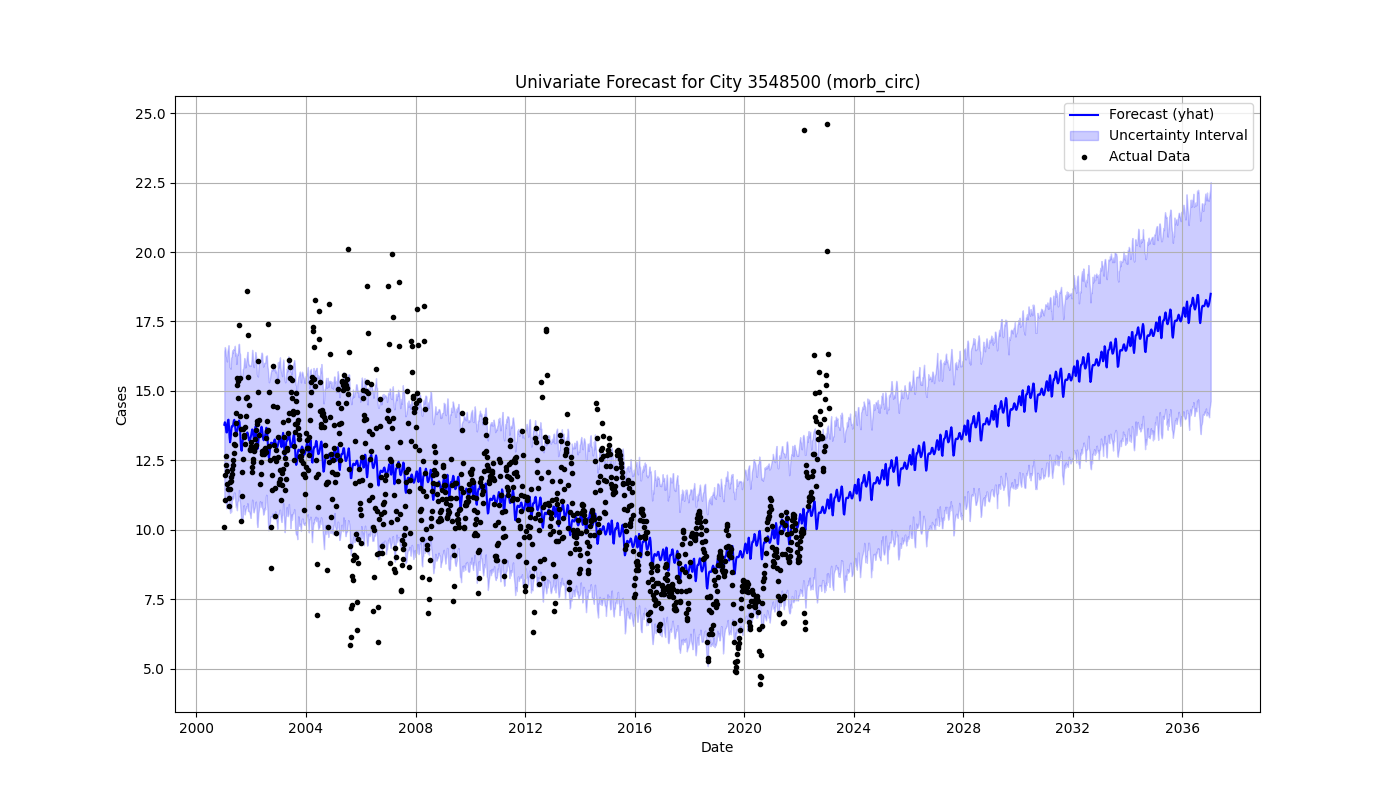 Univariate Forecast for City 3548500 (morb_circ)
25.0
22.5
20.0
17.5
15.0
12.5
10.0
7.5
5.0
Cases
Forecast (yhat)
Uncertainty Interval
Actual Data
2000 2004 2008 2012 2016 2020 2024 2028 2032 2036
Date